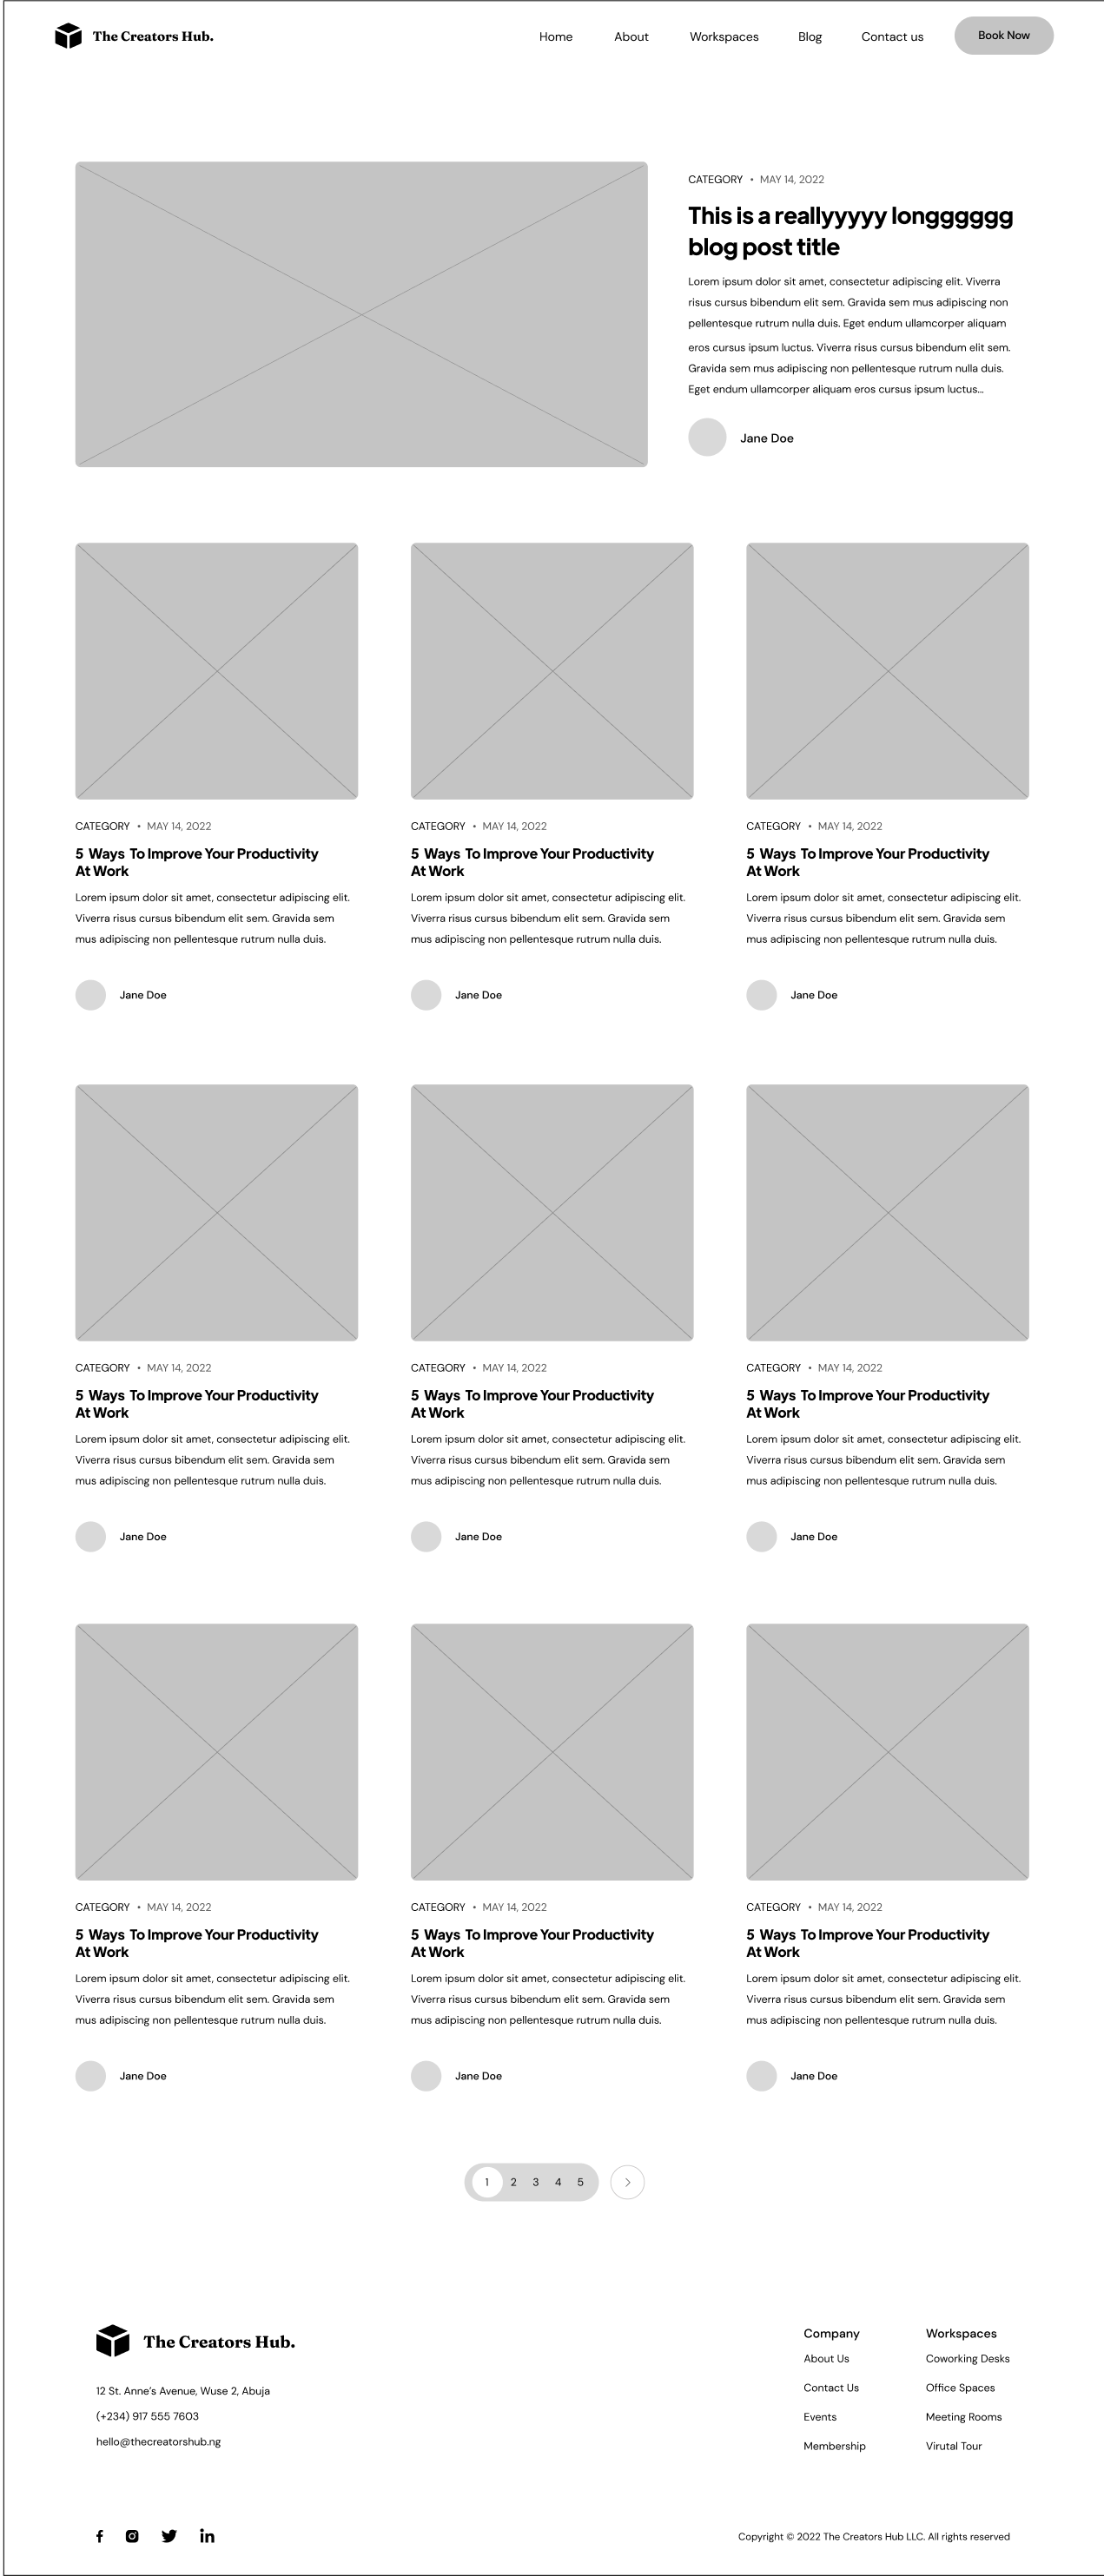 The Creators Hub.
Home About Workspaces Blog Contact us Book Now
CATEGORY • MAY 14, 2022
This is a reallyyyyy longggggg
blog post title
Lorem ipsum dolor sit amet, consectetur adipiscing elit. Viverra
risus cursus bibendum elit sem. Gravida sem mus adipiscing non
pellentesque rutrum nulla duis. Eget endum ullamcorper aliquam
eros cursus ipsum luctus. Viverra risus cursus bibendum elit sem.
Gravida sem mus adipiscing non pellentesque rutrum nulla duis.
Eget endum ullamcorper aliquam eros cursus ipsum luctus...
Jane Doe
CATEGORY • MAY 14, 2022
5 Ways To Improve Your Productivity
At Work
Lorem ipsum dolor sit amet, consectetur adipiscing elit.
Viverra risus cursus bibendum elit sem. Gravida sem
mus adipiscing non pellentesque rutrum nulla duis.
Jane Doe
CATEGORY • MAY 14, 2022
5 Ways To Improve Your Productivity
At Work
Lorem ipsum dolor sit amet, consectetur adipiscing elit.
Viverra risus cursus bibendum elit sem. Gravida sem
mus adipiscing non pellentesque rutrum nulla duis.
Jane Doe
CATEGORY • MAY 14, 2022
5 Ways To Improve Your Productivity
At Work
Lorem ipsum dolor sit amet, consectetur adipiscing elit.
Viverra risus cursus bibendum elit sem. Gravida sem
mus adipiscing non pellentesque rutrum nulla duis.
Jane Doe
CATEGORY • MAY 14, 2022
5 Ways To Improve Your Productivity
At Work
Lorem ipsum dolor sit amet, consectetur adipiscing elit.
Viverra risus cursus bibendum elit sem. Gravida sem
mus adipiscing non pellentesque rutrum nulla duis.
Jane Doe
CATEGORY • MAY 14, 2022
5 Ways To Improve Your Productivity
At Work
Lorem ipsum dolor sit amet, consectetur adipiscing elit.
Viverra risus cursus bibendum elit sem. Gravida sem
mus adipiscing non pellentesque rutrum nulla duis.
Jane Doe
CATEGORY • MAY 14, 2022
5 Ways To Improve Your Productivity
At Work
Lorem ipsum dolor sit amet, consectetur adipiscing elit.
Viverra risus cursus bibendum elit sem. Gravida sem
mus adipiscing non pellentesque rutrum nulla duis.
Jane Doe
CATEGORY • MAY 14, 2022
5 Ways To Improve Your Productivity
At Work
Lorem ipsum dolor sit amet, consectetur adipiscing elit.
Viverra risus cursus bibendum elit sem. Gravida sem
mus adipiscing non pellentesque rutrum nulla duis.
Jane Doe
CATEGORY • MAY 14, 2022
5 Ways To Improve Your Productivity
At Work
Lorem ipsum dolor sit amet, consectetur adipiscing elit.
Viverra risus cursus bibendum elit sem. Gravida sem
mus adipiscing non pellentesque rutrum nulla duis.
Jane Doe
CATEGORY • MAY 14, 2022
5 Ways To Improve Your Productivity
At Work
Lorem ipsum dolor sit amet, consectetur adipiscing elit.
Viverra risus cursus bibendum elit sem. Gravida sem
mus adipiscing non pellentesque rutrum nulla duis.
Jane Doe
1 2 3 4 5
The Creators Hub.
12 St. Anne's Avenue, Wuse 2, Abuja
(+234) 917 555 7603
hello@thecreatorshub.ng
Company
About Us
Contact Us
Events
Membership
Workspaces
Coworking Desks
Office Spaces
Meeting Rooms
Virutal Tour
Copyright © 2022 The Creators Hub LLC. All rights reserved